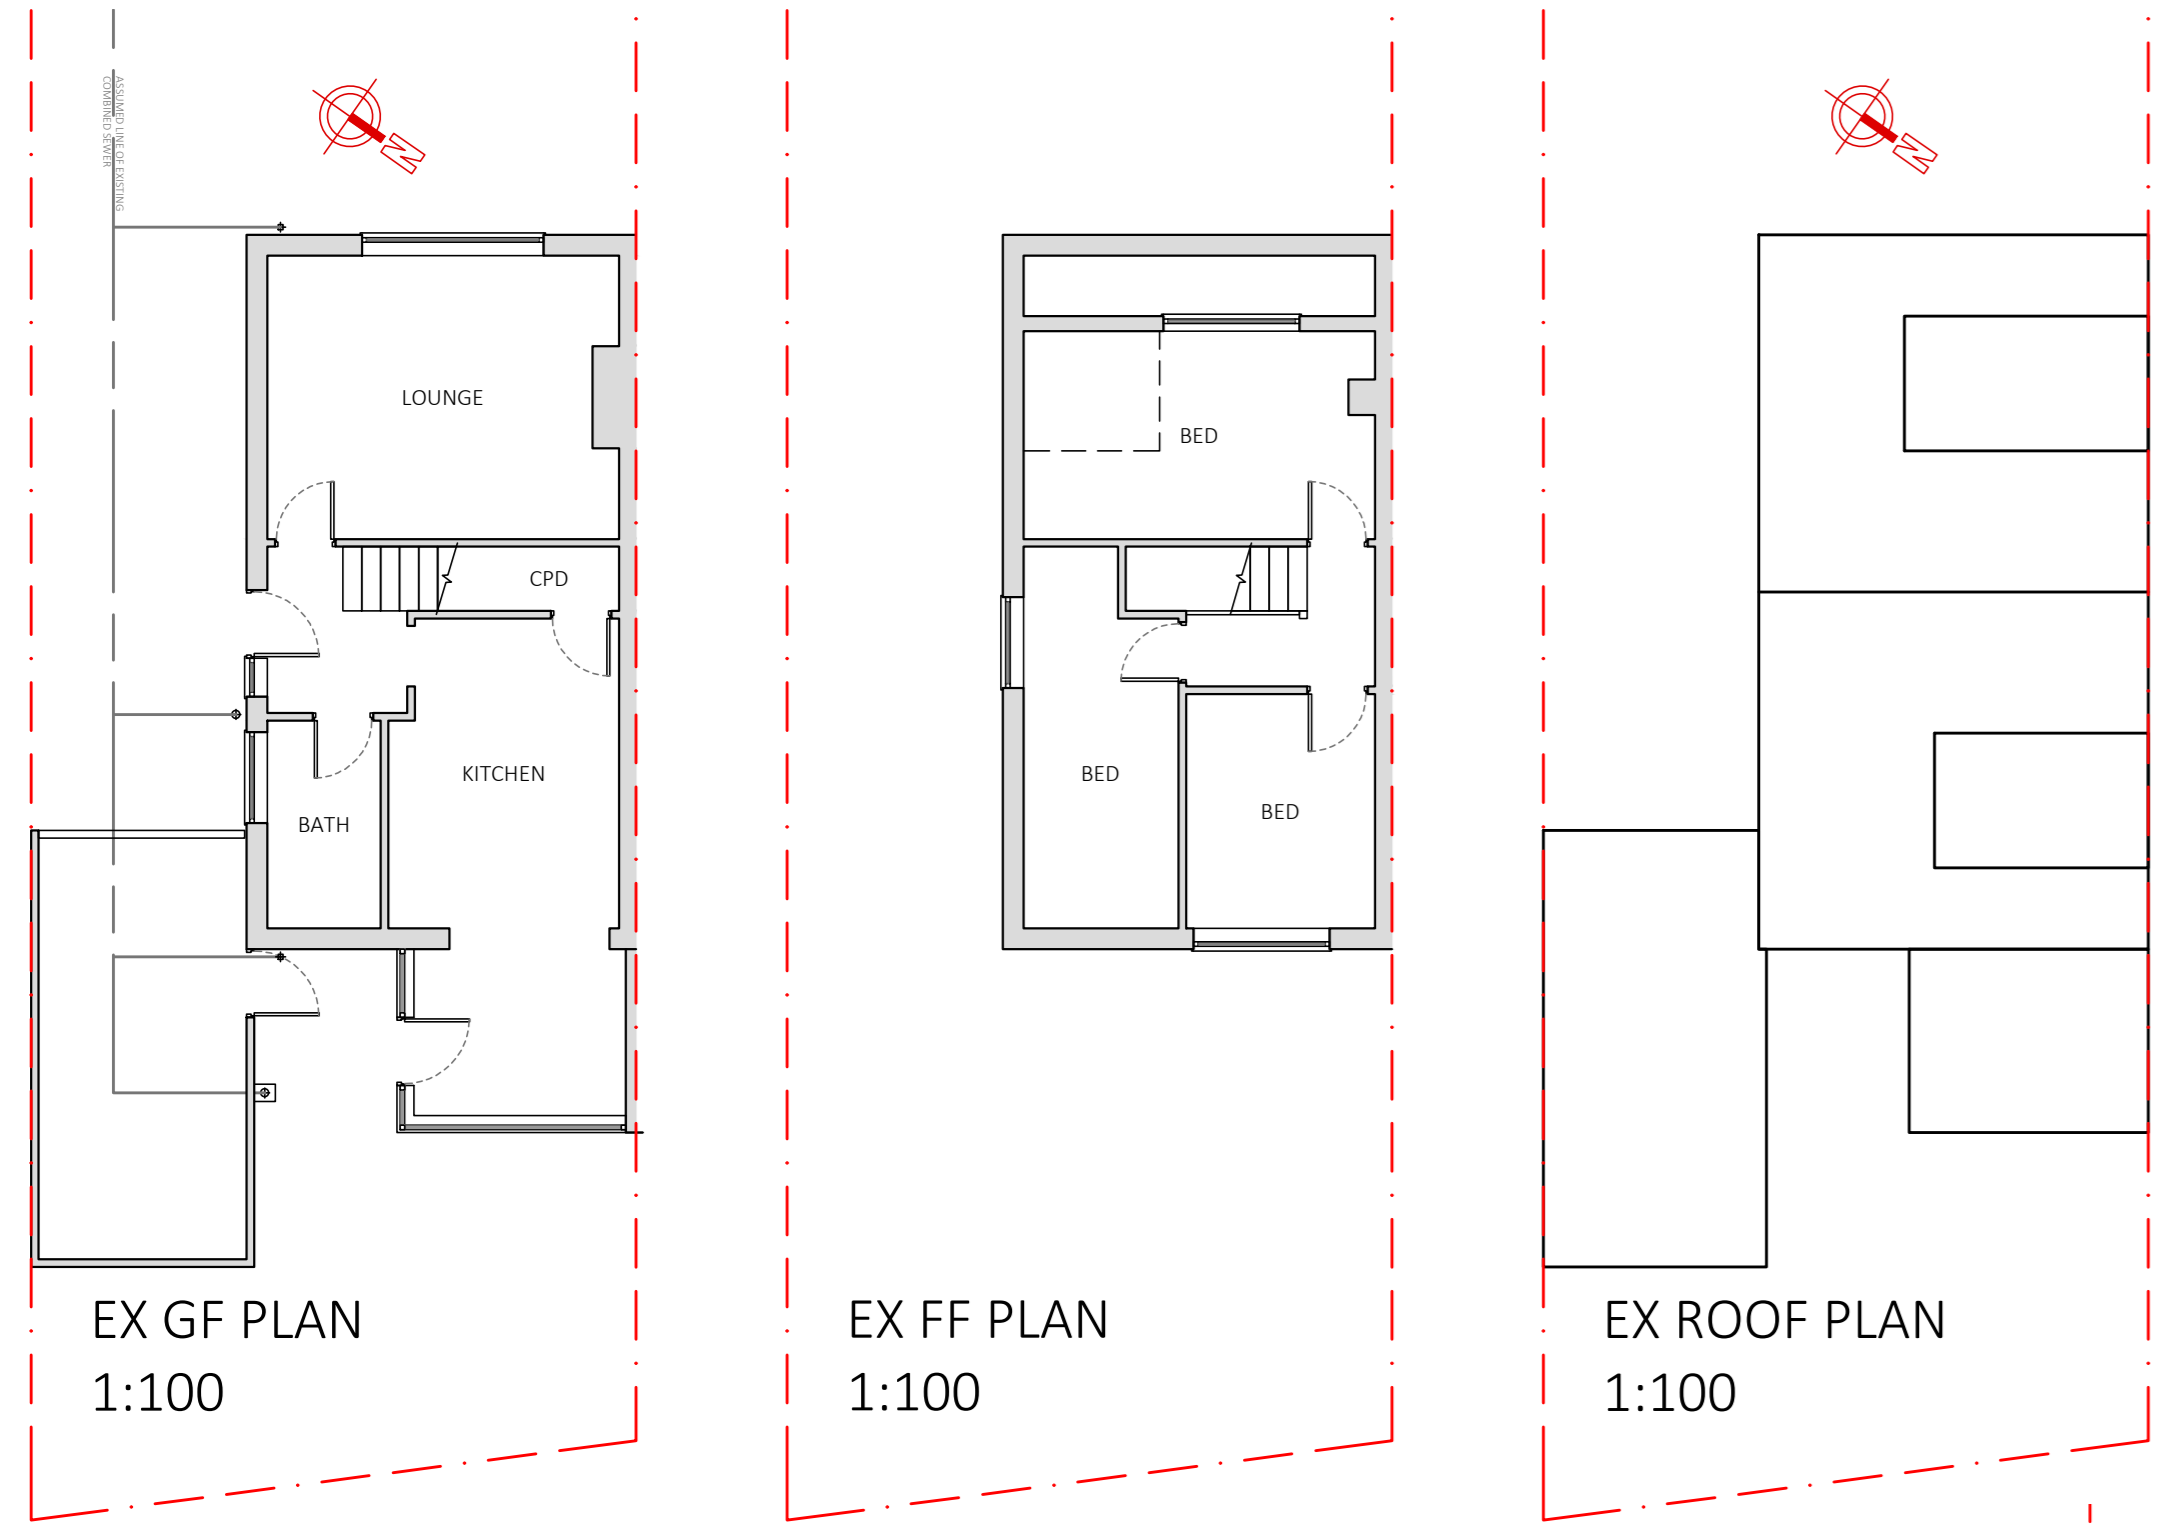 ASSUMED LINE OF EXISTING
COMBINED SEWER
N
LOUNGE
CPD
KITCHEN
BATH
EX GF PLAN
1:100
BED
BED
BED
EX FF PLAN
1:100
N
EX ROOF PLAN
1:100